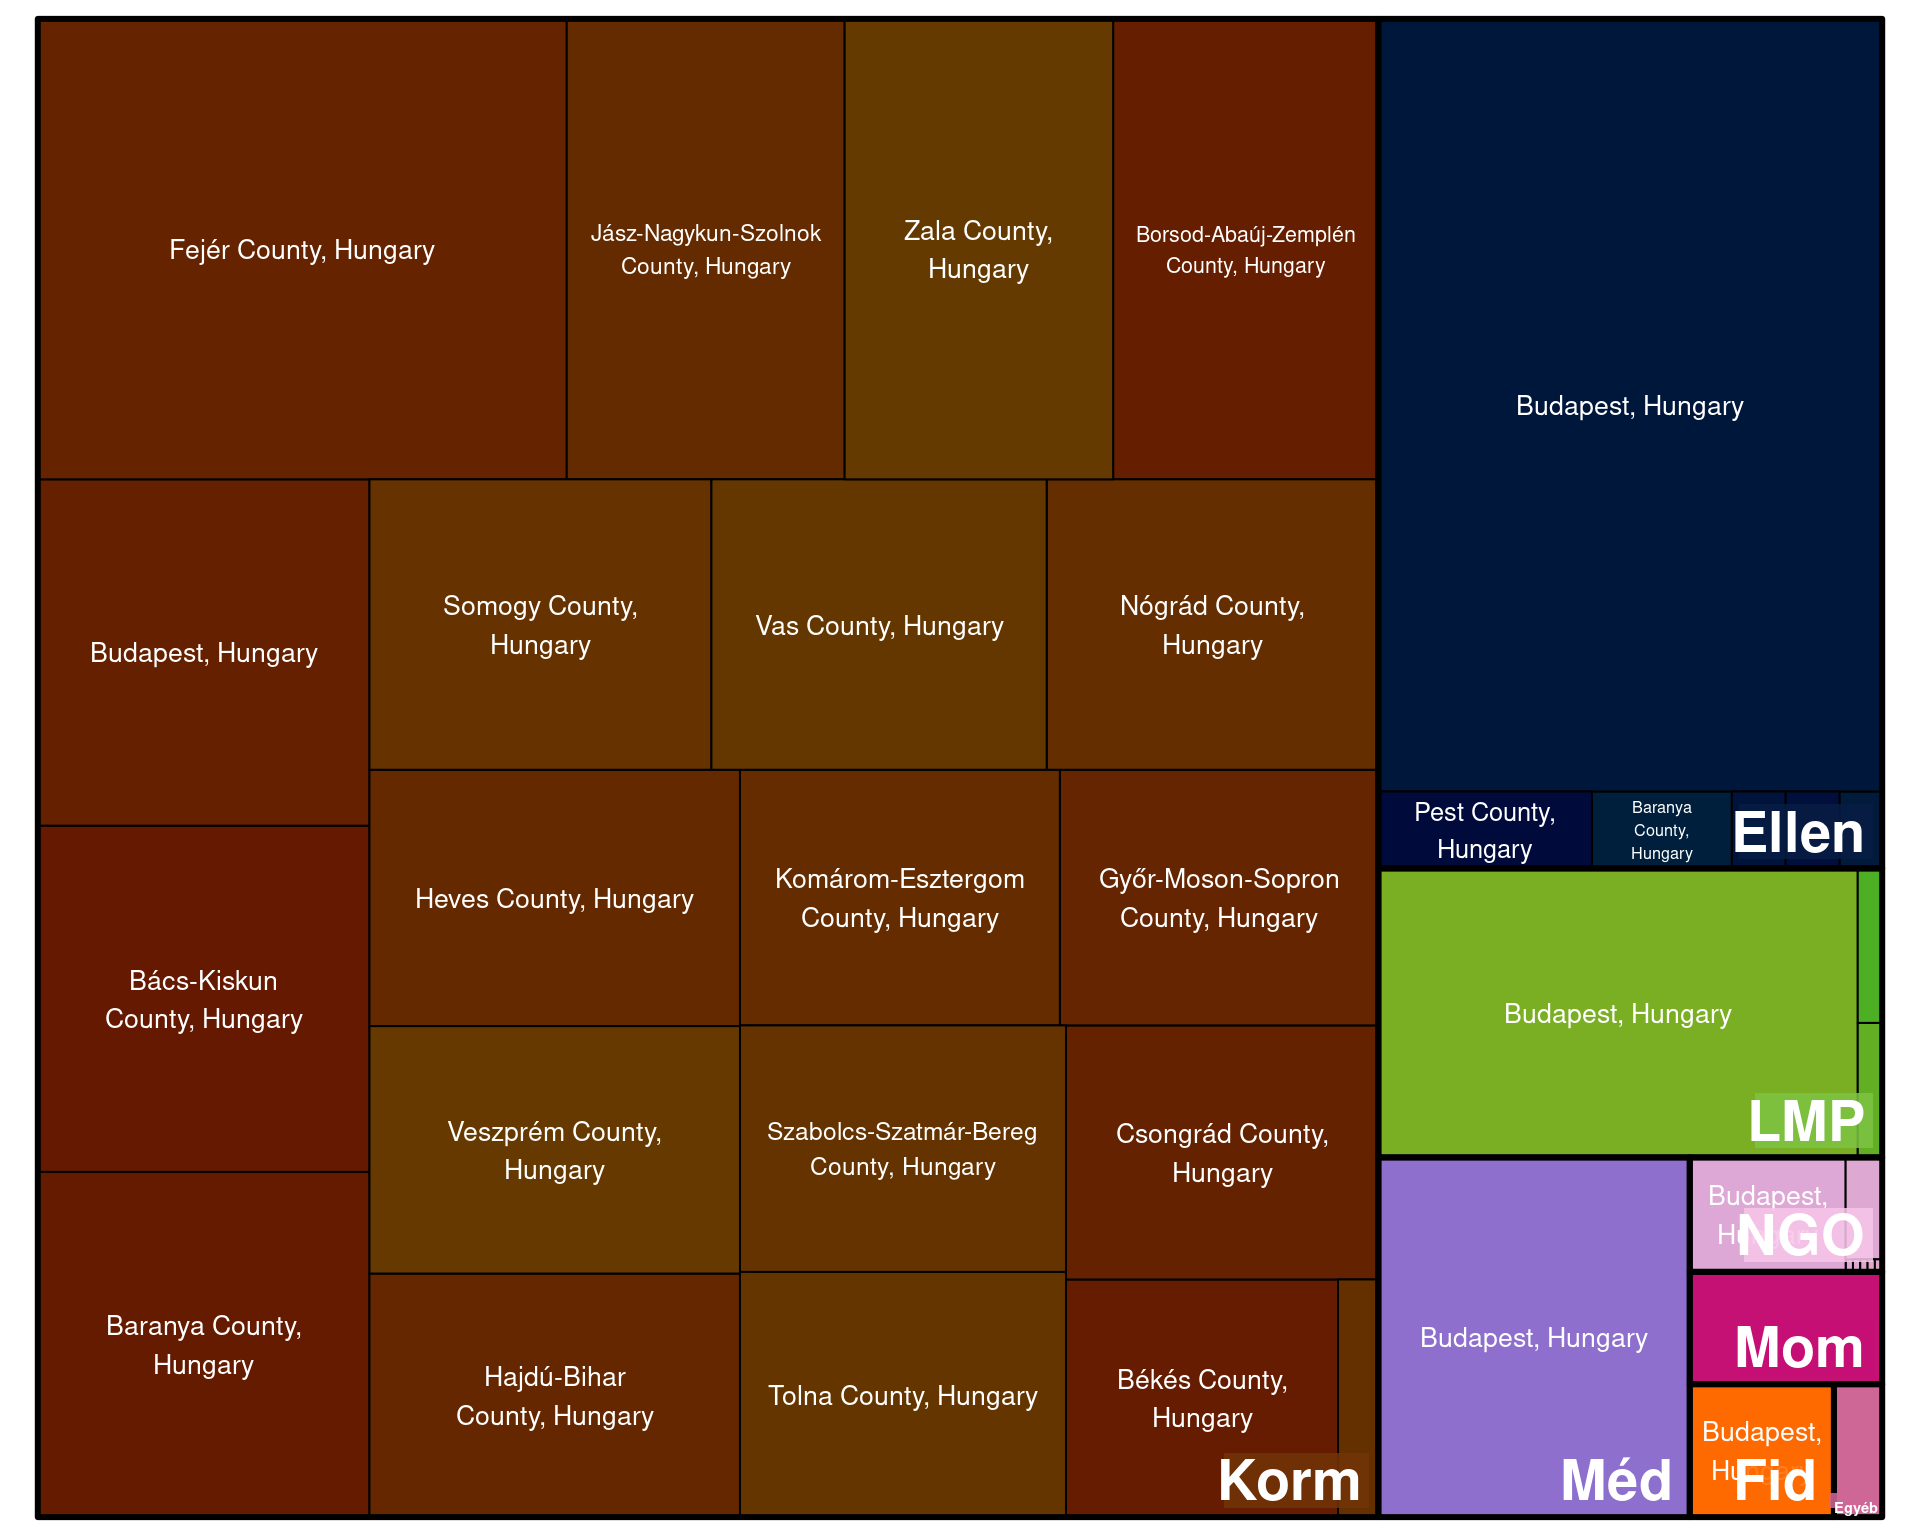 Fejér County, Hungary
Jász-Nagykun-Szolnok
County, Hungary
Zala County,
Hungary
Borsod-Abaúj-Zemplén
County, Hungary
Budapest, Hungary
Somogy County,
Hungary
Vas County, Hungary
Nógrád County,
Hungary
Bács-Kiskun
County, Hungary
Heves County, Hungary
Komárom-Esztergom
County, Hungary
Győr-Moson-Sopron
County, Hungary
Veszprém County,
Hungary
Szabolcs-Szatmár-Bereg
County, Hungary
Csongrád County,
Hungary
Baranya County,
Hungary
Hajdú-Bihar
County, Hungary
Tolna County, Hungary
Békés County,
Hungary
Korm
Budapest, Hungary
Pest County,
Hungary
Baranya
County,
Hungary
Ellen
Budapest, Hungary
LMP
Budapest, Hungary
Méd
Budapest,
NGO
Mom
Budapest,
Fid
Egyéb